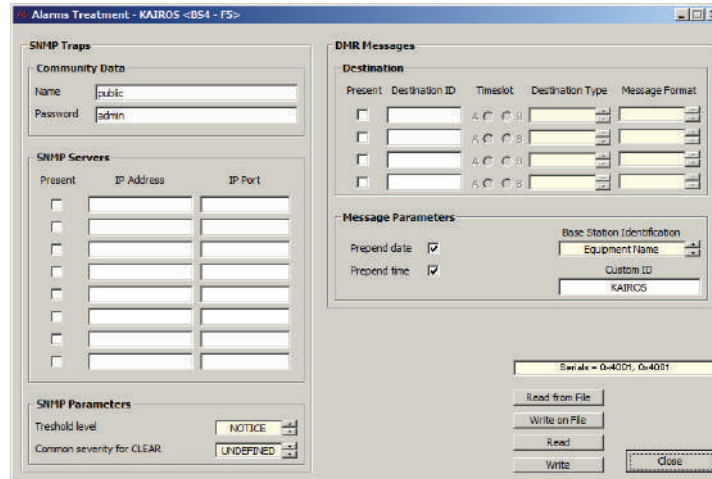 Alarms Treatment - KAIROS <BS4 - F5>
SNMP Traps
Community Data
Name public
Password admin
SNMP Servers
Present IP Address IP Port
SNMP Parameters
Treshold level NOTICE
Common severity for CLEAR UNDEFINED
DMR Messages
Destination
Present Destination ID Timeslot Destination Type Message Format
A B
A B
A B
A B
Message Parameters
Base Station Identification
Prepend date Equipment Name
Prepend time Custom ID
KAIROS
Serials = 0x4001, 0x4001
Read from File
Write on File
Read
Write Close